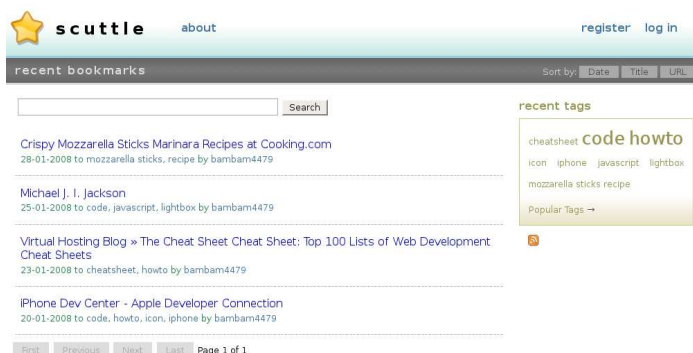 scuttle about register log in
recent bookmarks Sort by: Date Title URL
Search
Crispy Mozzarella Sticks Marinara Recipes at Cooking.com
28-01-2008 to mozzarella sticks, recipe by bambam4479
Michael J. I. Jackson
25-01-2008 to code, javascript, lightbox by bambam4479
Virtual Hosting Blog » The Cheat Sheet Cheat Sheet: Top 100 Lists of Web Development
Cheat Sheets
23-01-2008 to cheatsheet, howto by bambam4479
iPhone Dev Center - Apple Developer Connection
20-01-2008 to code, howto, icon, iphone by bambam4479
First Previous Next Last Page 1 of 1
recent tags
cheatsheet code howto
icon iphone javascript lightbox
mozzarella sticks recipe
Popular Tags →